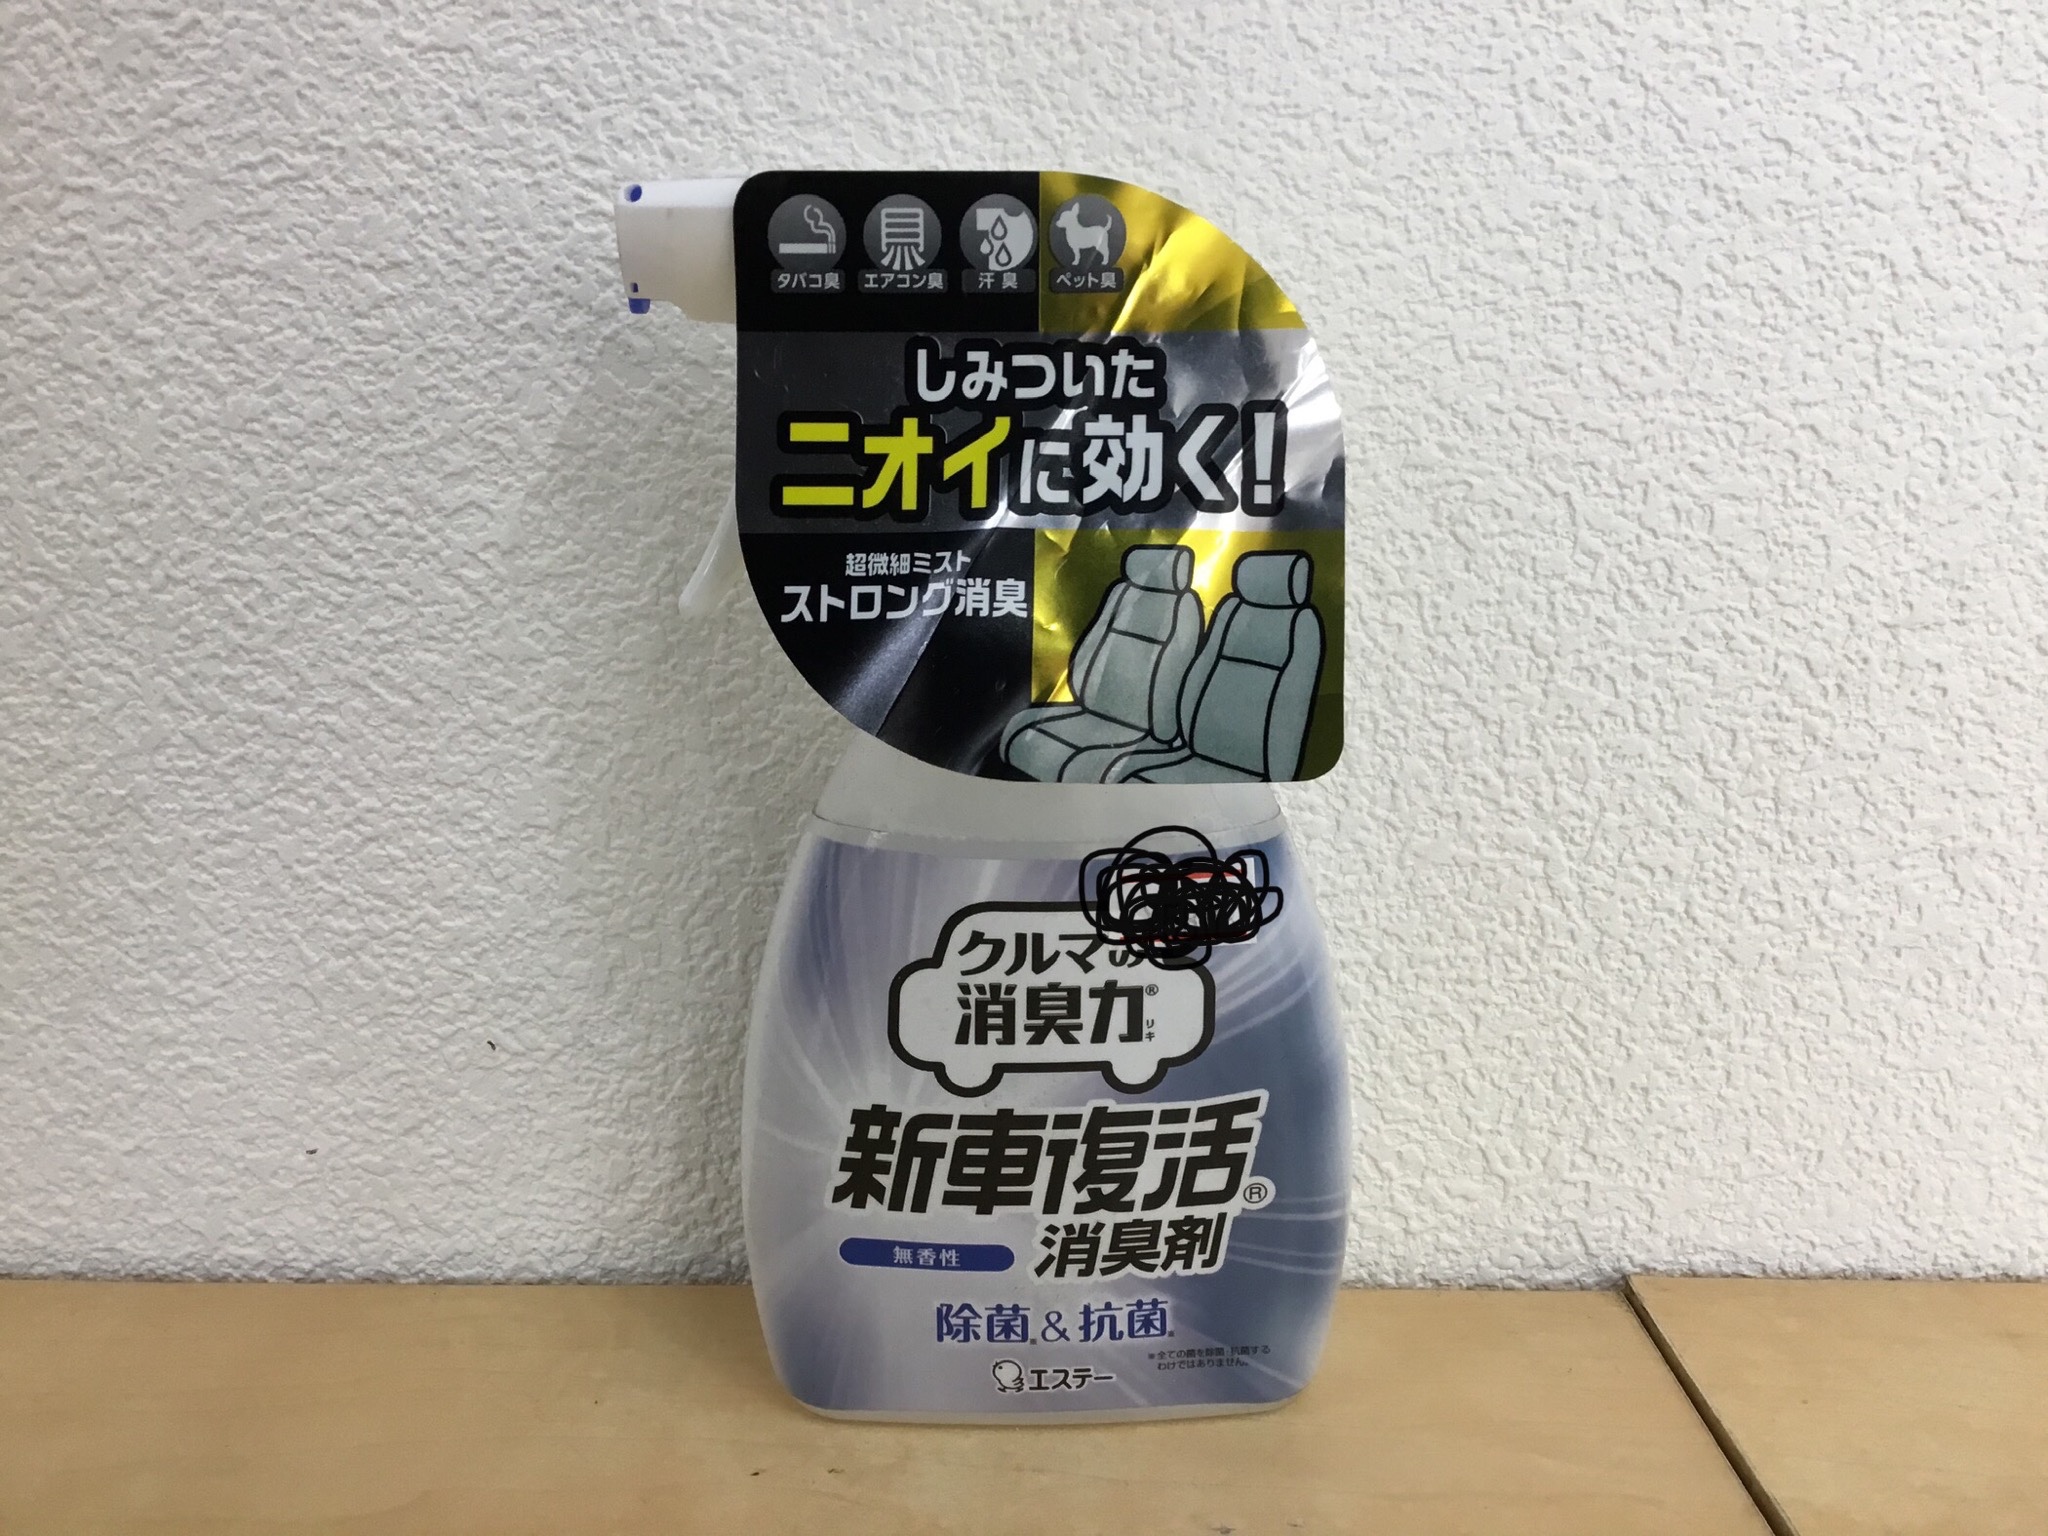 タバコ臭 エアコン臭 汗臭 ペット臭
しみついた
ニオイに効く!
超微細ミスト
ストロング消臭
クルマの
消臭力®
リキ
新車復活®
消臭剤
無香性
除菌※&抗菌※
※全ての菌を除菌・抗菌する
わけではありません。
エステー